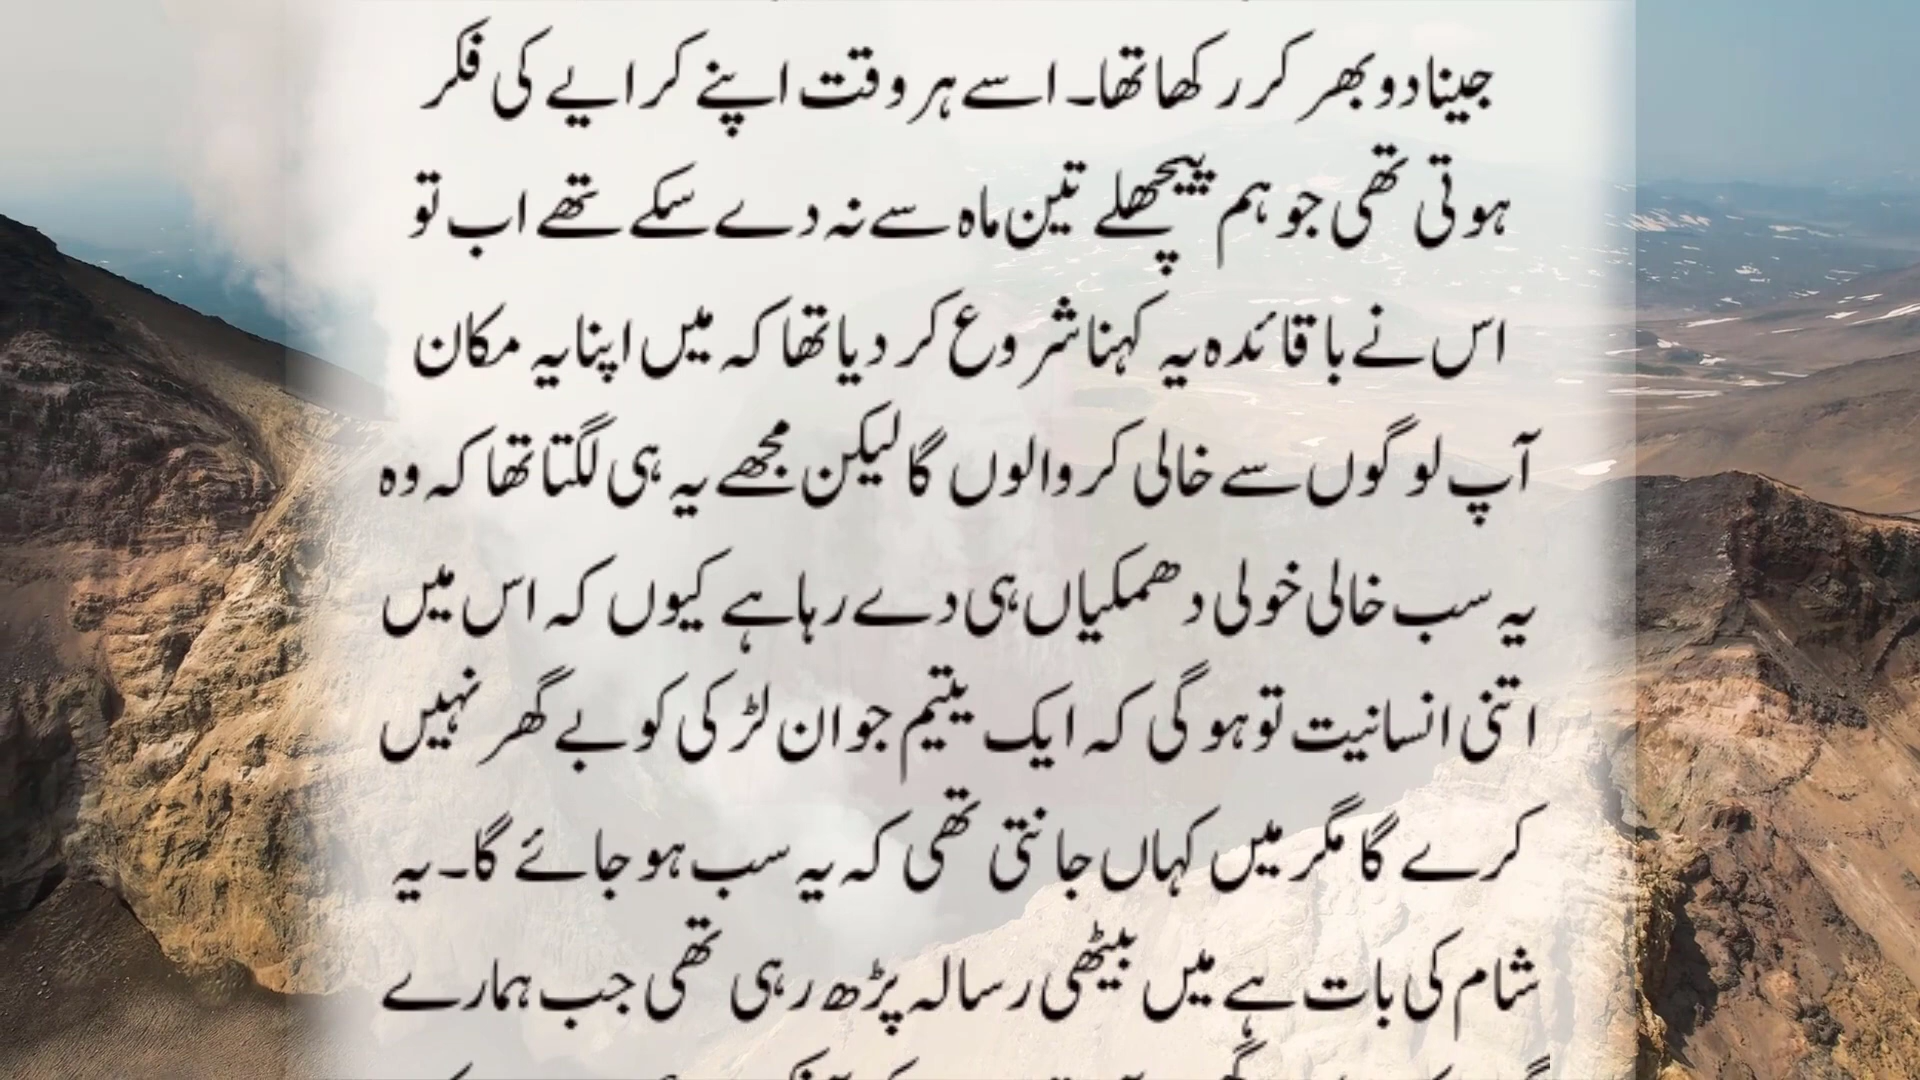 جینا دوبھر کر رکھا تھا۔ اسے ہر وقت اپنے کرایے کی فکر
ہوتی تھی جو ہم پیچھلے تین ماہ سے نہ دے سکے تھے اب تو
اس نے باقائدہ یہ کہنا شروع کر دیا تھا کہ میں اپنا یہ مکان
آپ لوگوں سے خالی کروالوں گا لیکن مجھے یہ ہی لگتا تھا کہ وہ
یہ سب خالی خولی دھمکیاں ہی دے رہا ہے کیوں کہ اس میں
اتنی انسانیت تو ہو گی کہ ایک یتیم جوان لڑکی کو بے گھر نہیں
کرے گا مگر میں کہاں جانتی تھی کہ یہ سب ہو جائے گا۔ یہ
شام کی بات ہے میں بیٹھی رسالہ پڑھ رہی تھی جب ہمارے